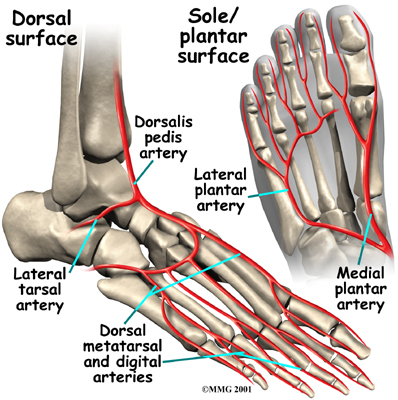 Dorsal
surface
Sole/
plantar
surface
Dorsalis
pedis
artery
Lateral
plantar
artery
Lateral
tarsal
artery
Medial
plantar
artery
Dorsal
metatarsal
and digital
arteries
©MMG 2001